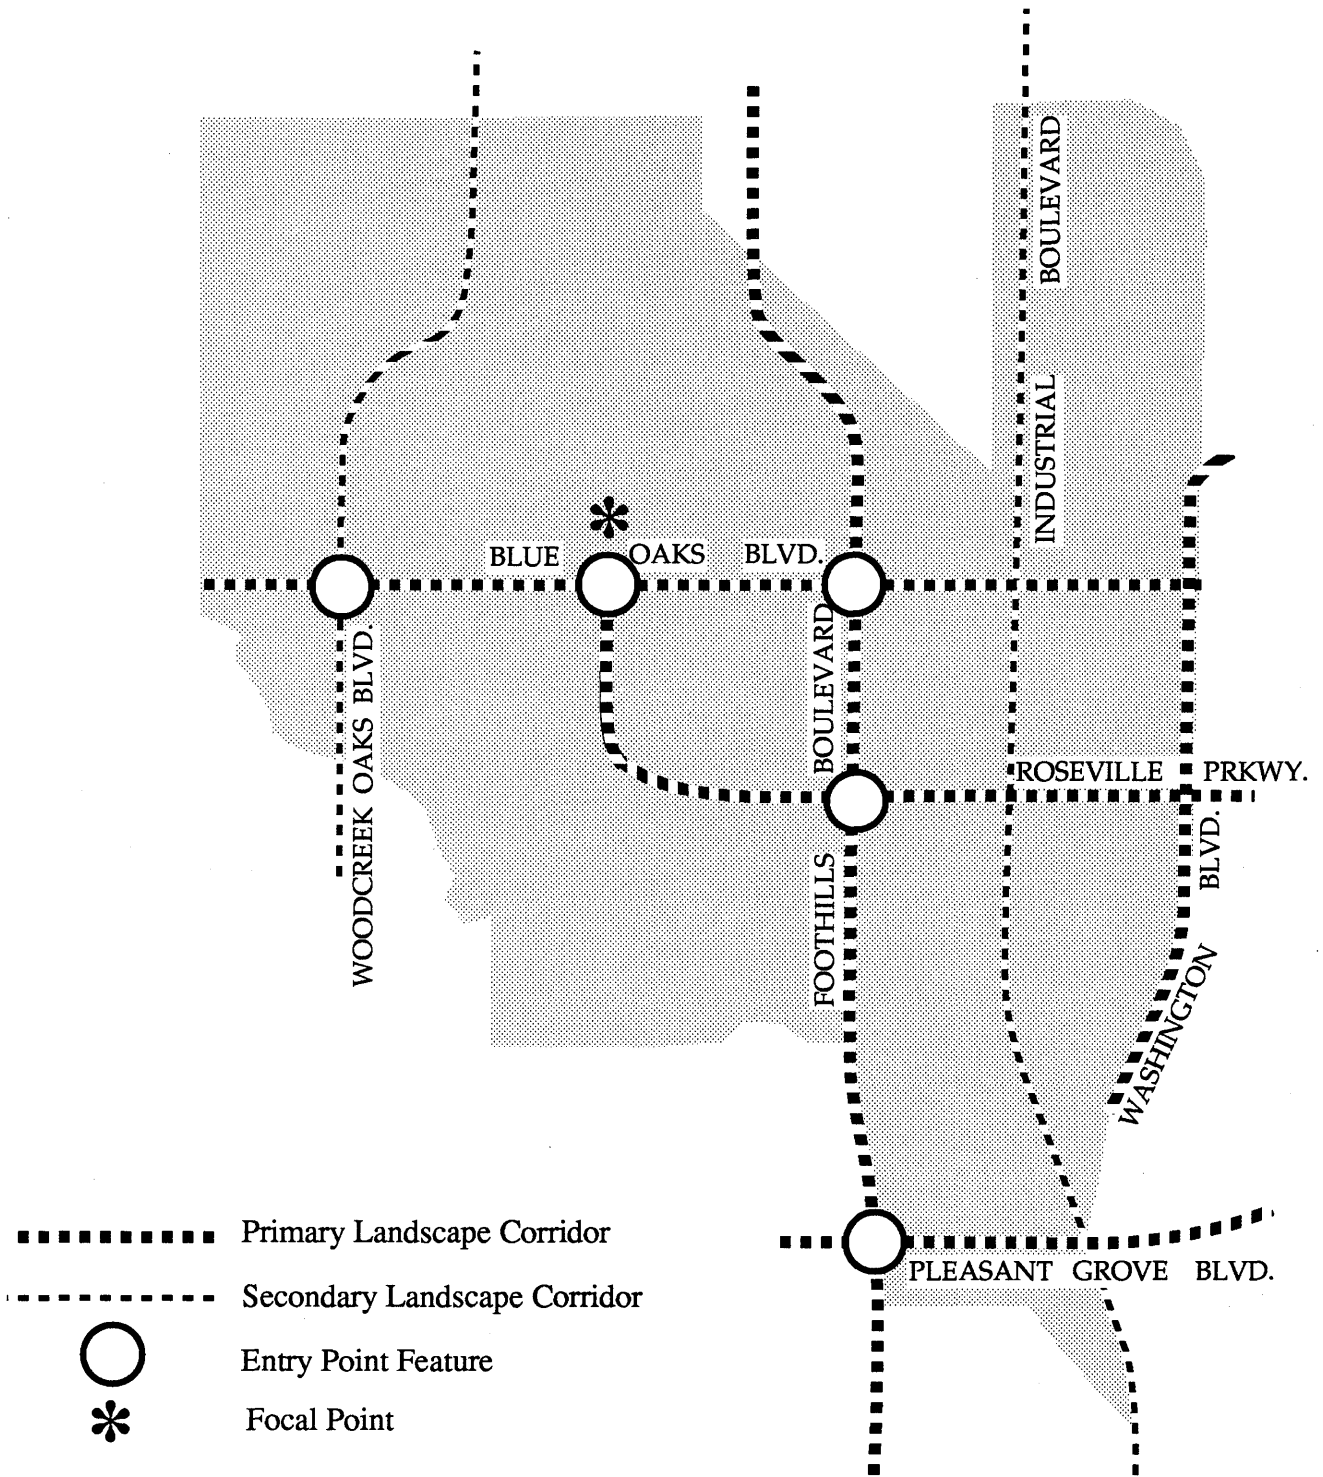 BOULEVARD
INDUSTRIAL
BLUE OAKS BLVD.
BOULEVARD
WOODCREEK OAKS BLVD.
ROSEVILLE PRKWY.
BLVD.
FOOTHILLS
WASHINGTON
PLEASANT GROVE BLVD.
Primary Landscape Corridor
Secondary Landscape Corridor
Entry Point Feature
Focal Point